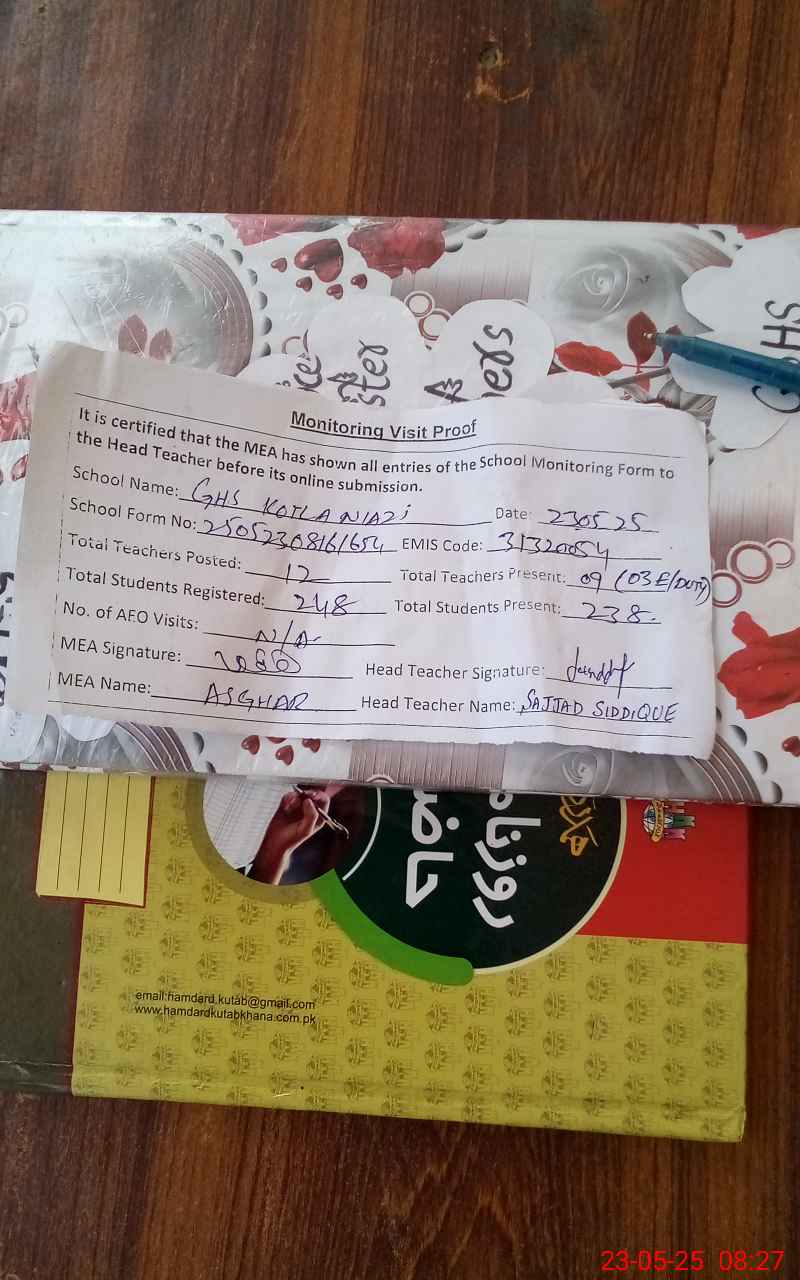 Monitoring Visit Proof
It is certified that the MEA has shown all entries of the School Monitoring Form to
the Head Teacher before its online submission.
School Name: GHS KOTLA NIAZi Date: 230525
School Form No: 25052308161654 EMIS Code: 31320054
Total Teachers Posted: 12 Total Teachers Present: 09 (03 E/DUTY)
Total Students Registered: 248 Total Students Present: 238.
No. of AEO Visits: N/A
MEA Signature: Head Teacher Signature:
MEA Name: ASGHAR Head Teacher Name: SAJJAD SIDDIQUE
email:hamdard.kutab@gmail.com
www.hamdardkutabkhana.com.pk
23-05-25 08:27